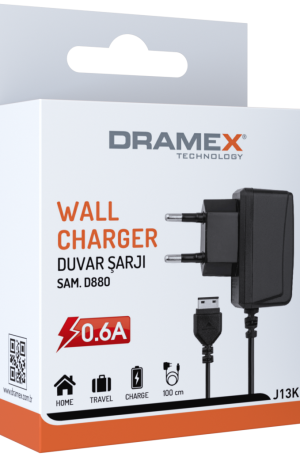 DRAMEX
TECHNOLOGY
WALL
CHARGER
DUVAR ŞARJI
SAM. D880
0.6A
HOME
TRAVEL
CHARGE
100 cm
J13K
www.dramex.com.tr